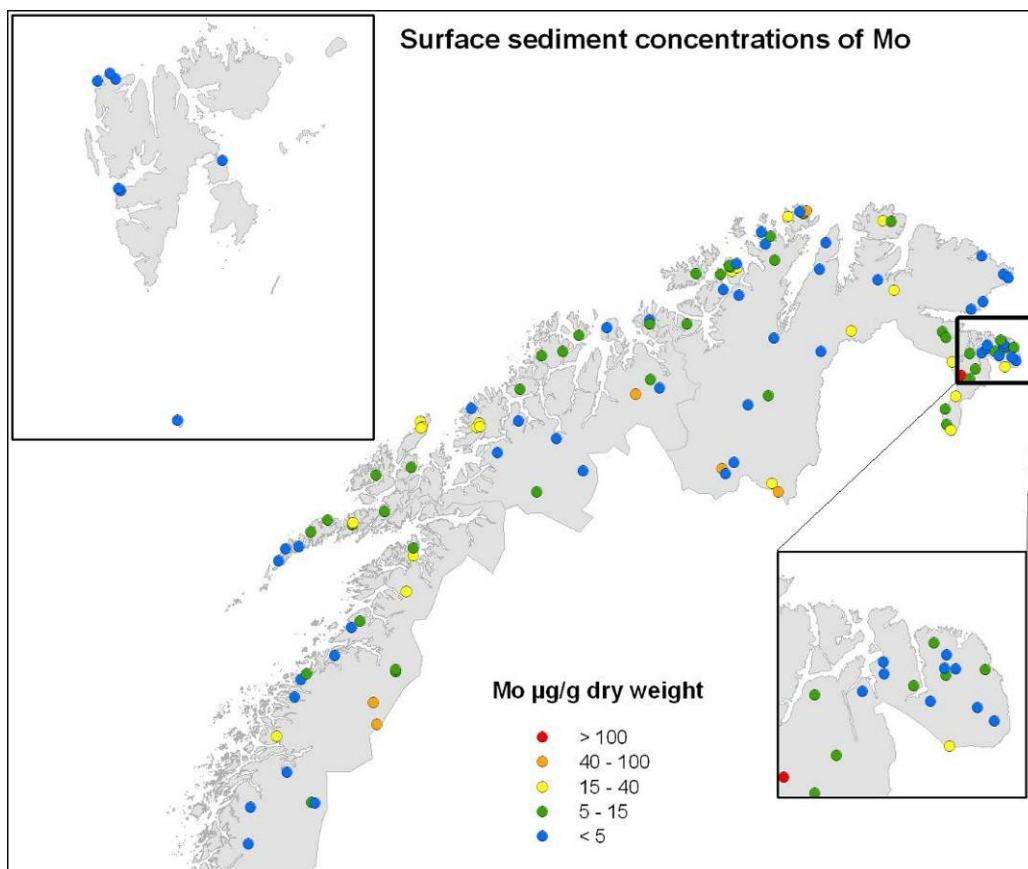 Surface sediment concentrations of Mo
Mo µg/g dry weight
> 100
40 - 100
15 - 40
5 - 15
< 5